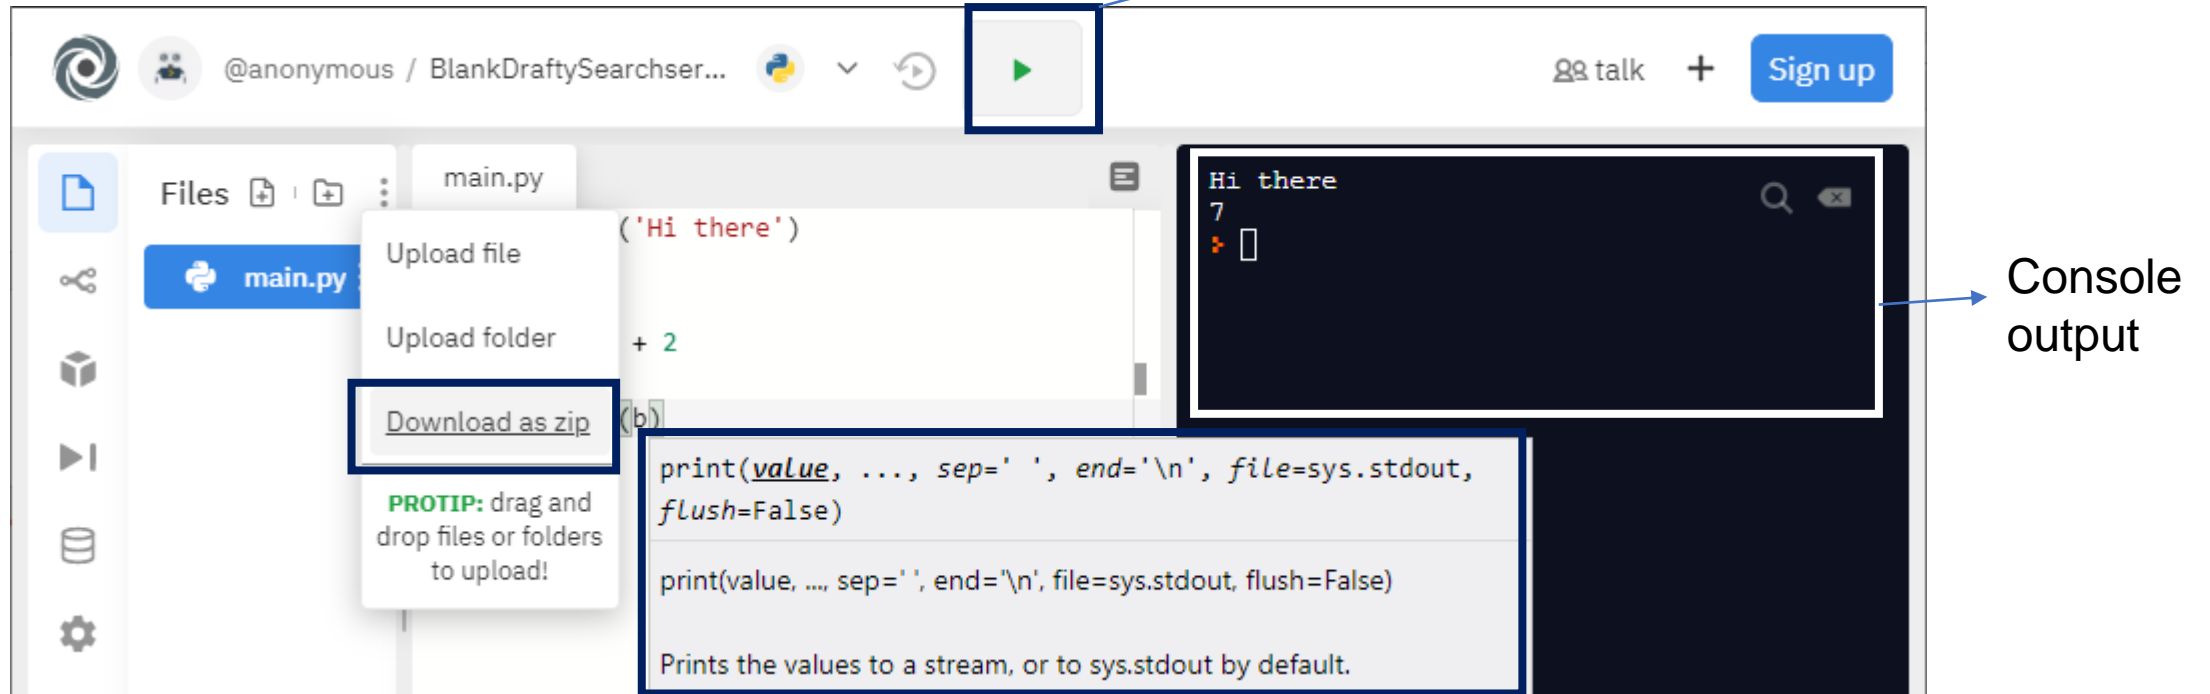 @anonymous / BlankDraftySearchser...
talk + Sign up
Files
main.py
main.py
Upload file
Upload folder
Download as zip
PROTIP: drag and
drop files or folders
to upload!
('Hi there')
+ 2
(b)
print(value, ..., sep=' ', end='\n', file=sys.stdout,
flush=False)
print(value, ..., sep=' ', end='\n', file=sys.stdout, flush=False)
Prints the values to a stream, or to sys.stdout by default.
Hi there
7
Console
output